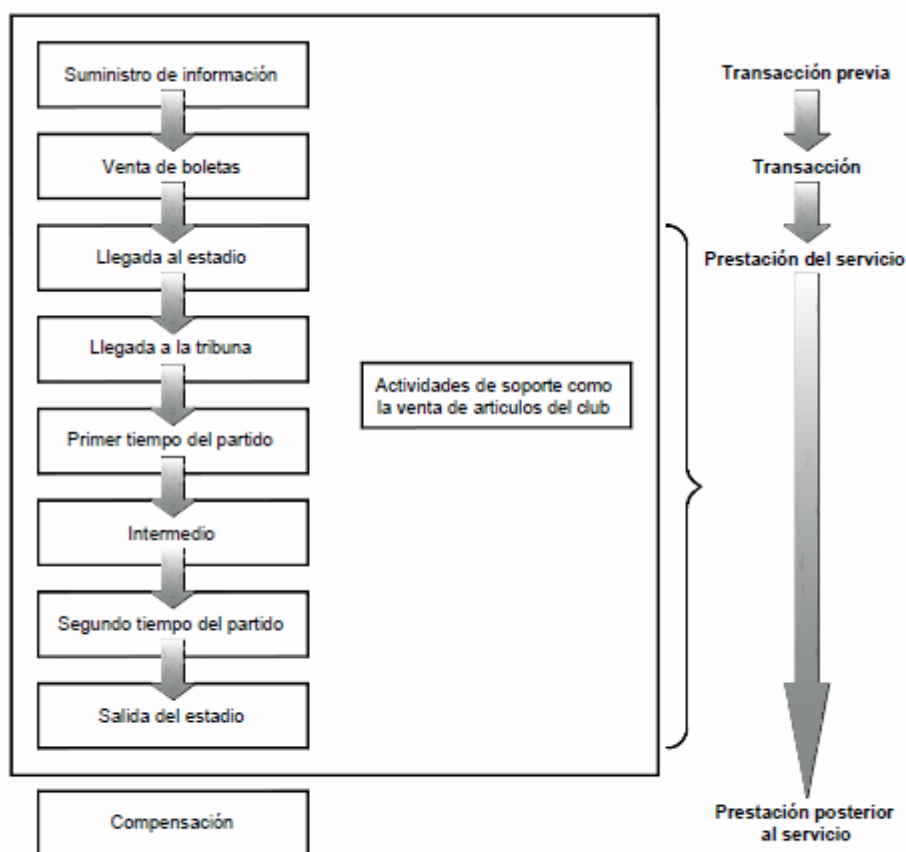 Suministro de información
Venta de boletas
Llegada al estadio
Llegada a la tribuna
Primer tiempo del partido
Intermedio
Segundo tiempo del partido
Salida del estadio
Compensación
Actividades de soporte como
la venta de articulos del club
Transacción previa
Transacción
Prestación del servicio
Prestación posterior
al servicio